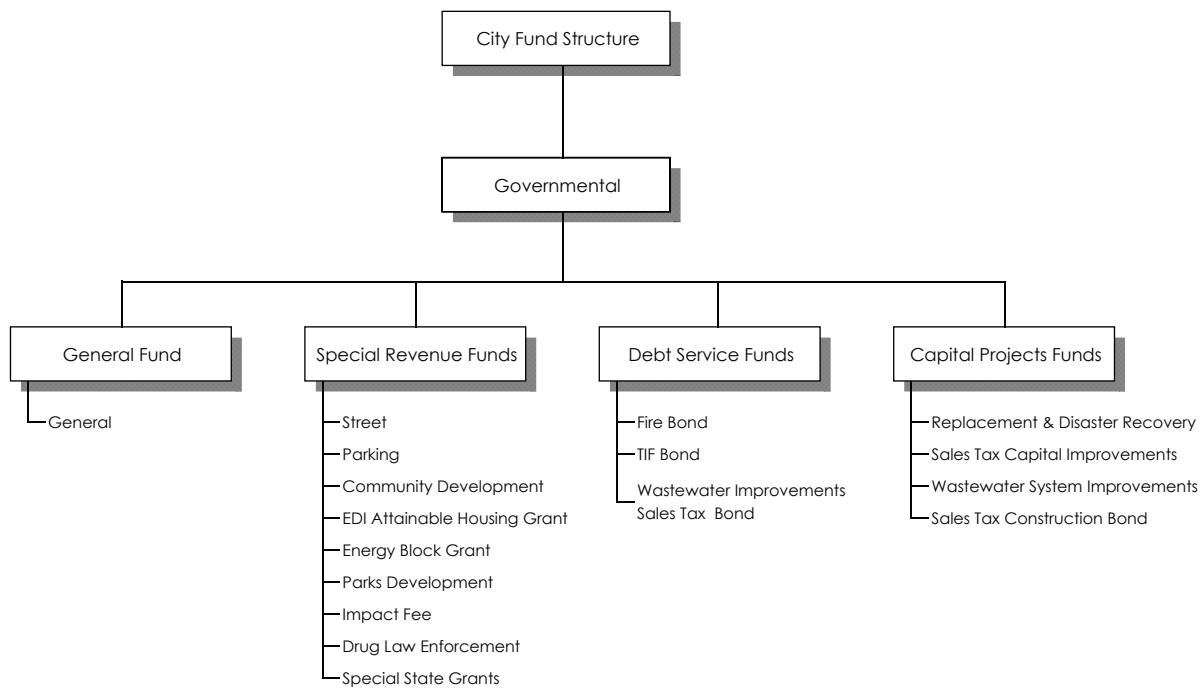 City Fund Structure
Governmental
General Fund
General
Special Revenue Funds
Street
Parking
Community Development
EDI Attainable Housing Grant
Energy Block Grant
Parks Development
Impact Fee
Drug Law Enforcement
Special State Grants
Debt Service Funds
Fire Bond
TIF Bond
Wastewater Improvements
Sales Tax Bond
Capital Projects Funds
Replacement & Disaster Recovery
Sales Tax Capital Improvements
Wastewater System Improvements
Sales Tax Construction Bond